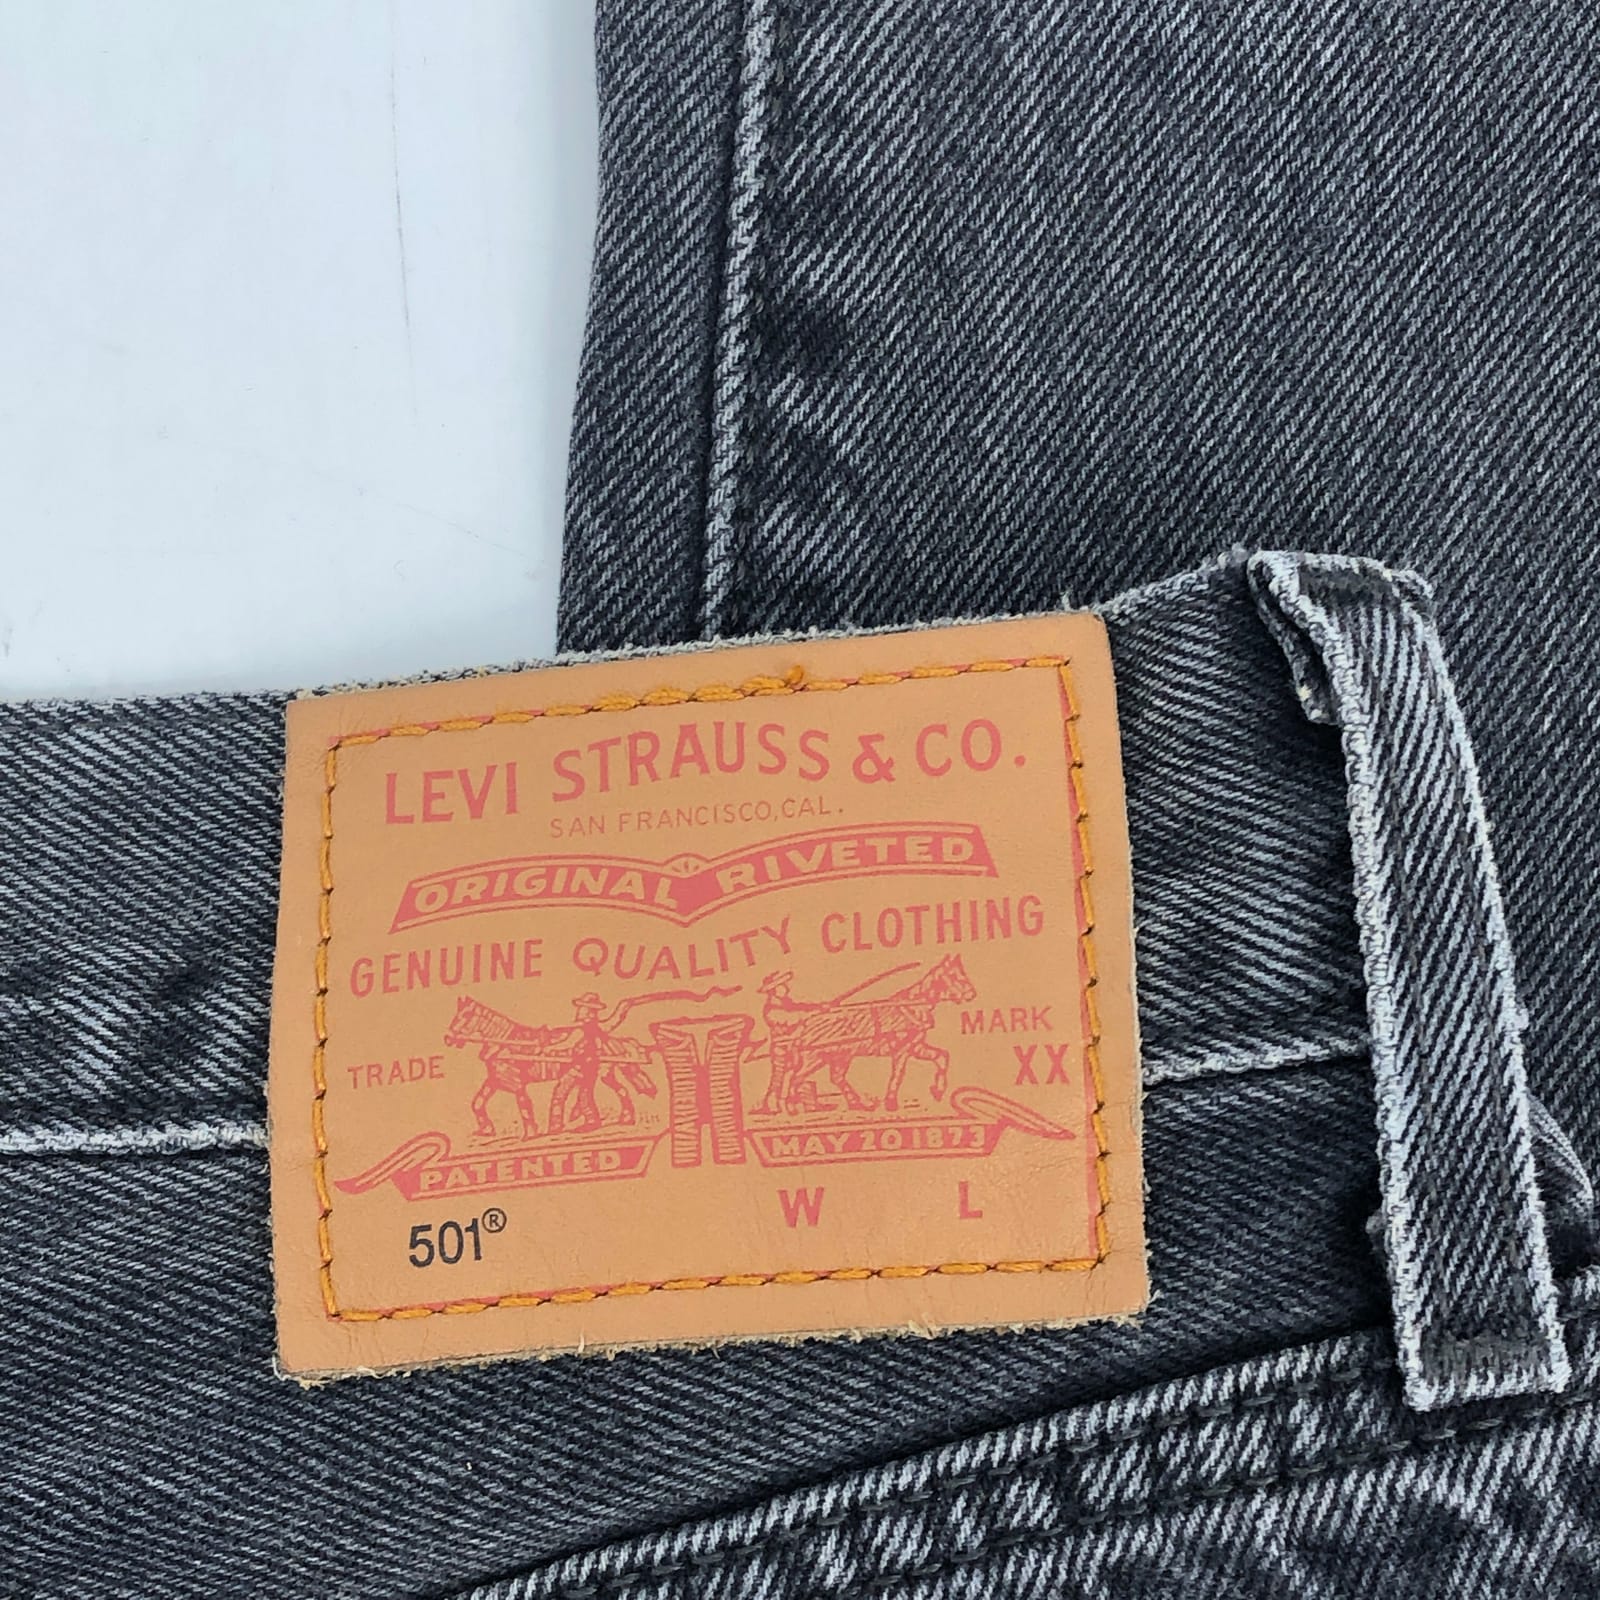 LEVI STRAUSS & CO.
SAN FRANCISCO, CAL.
ORIGINAL RIVETED
GENUINE QUALITY CLOTHING
TRADE MARK
XX
PATENTED MAY 20 1873
W L
501®